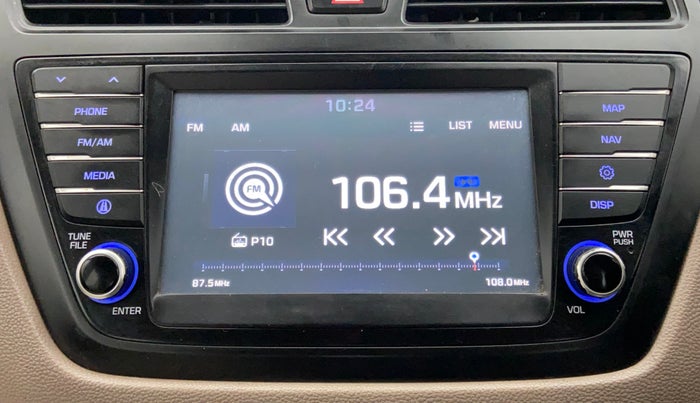 10:24
PHONE
FM/AM
MEDIA
TUNE
FILE
ENTER
FM AM LIST MENU
FM
106.4 MHz
P10
87.5MHz 108.0MHz
MAP
NAV
DISP
PWR
PUSH
VOL